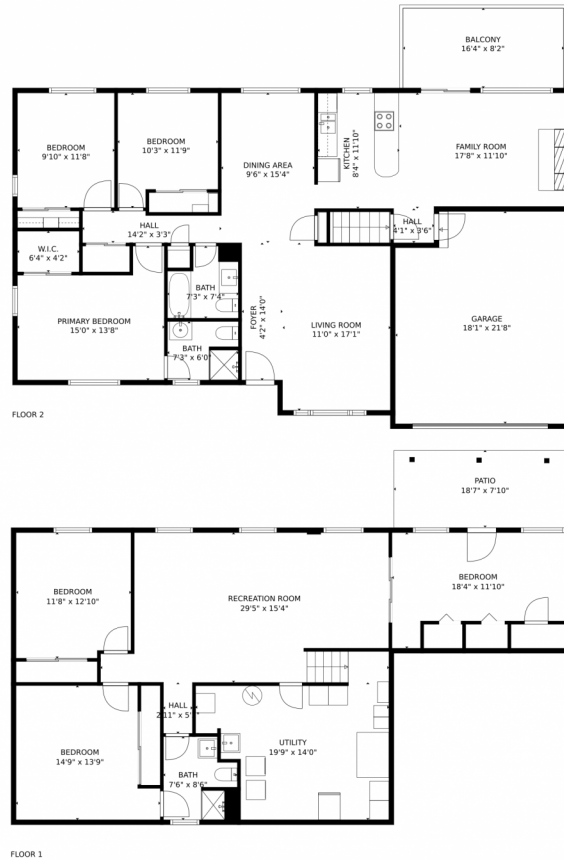 BALCONY
16'4" x 8'2"
BEDROOM
9'10" x 11'8"
BEDROOM
10'3" x 11'9"
DINING AREA
9'6" x 15'4"
KITCHEN
8'4" x 11'10"
FAMILY ROOM
17'8" x 11'10"
HALL
14'2" x 3'3"
HALL
4'1" x 3'6"
W.I.C.
6'4" x 4'2"
BATH
7'3" x 7'4"
PRIMARY BEDROOM
15'0" x 13'8"
FOYER
4'2" x 14'0"
LIVING ROOM
11'0" x 17'1"
GARAGE
18'1" x 21'8"
BATH
7'3" x 6'0"
FLOOR 2
PATIO
18'7" x 7'10"
BEDROOM
11'8" x 12'10"
RECREATION ROOM
29'5" x 15'4"
BEDROOM
18'4" x 11'10"
HALL
BEDROOM
14'9" x 13'9"
UTILITY
19'9" x 14'0"
BATH
7'6" x 8'6"
FLOOR 1